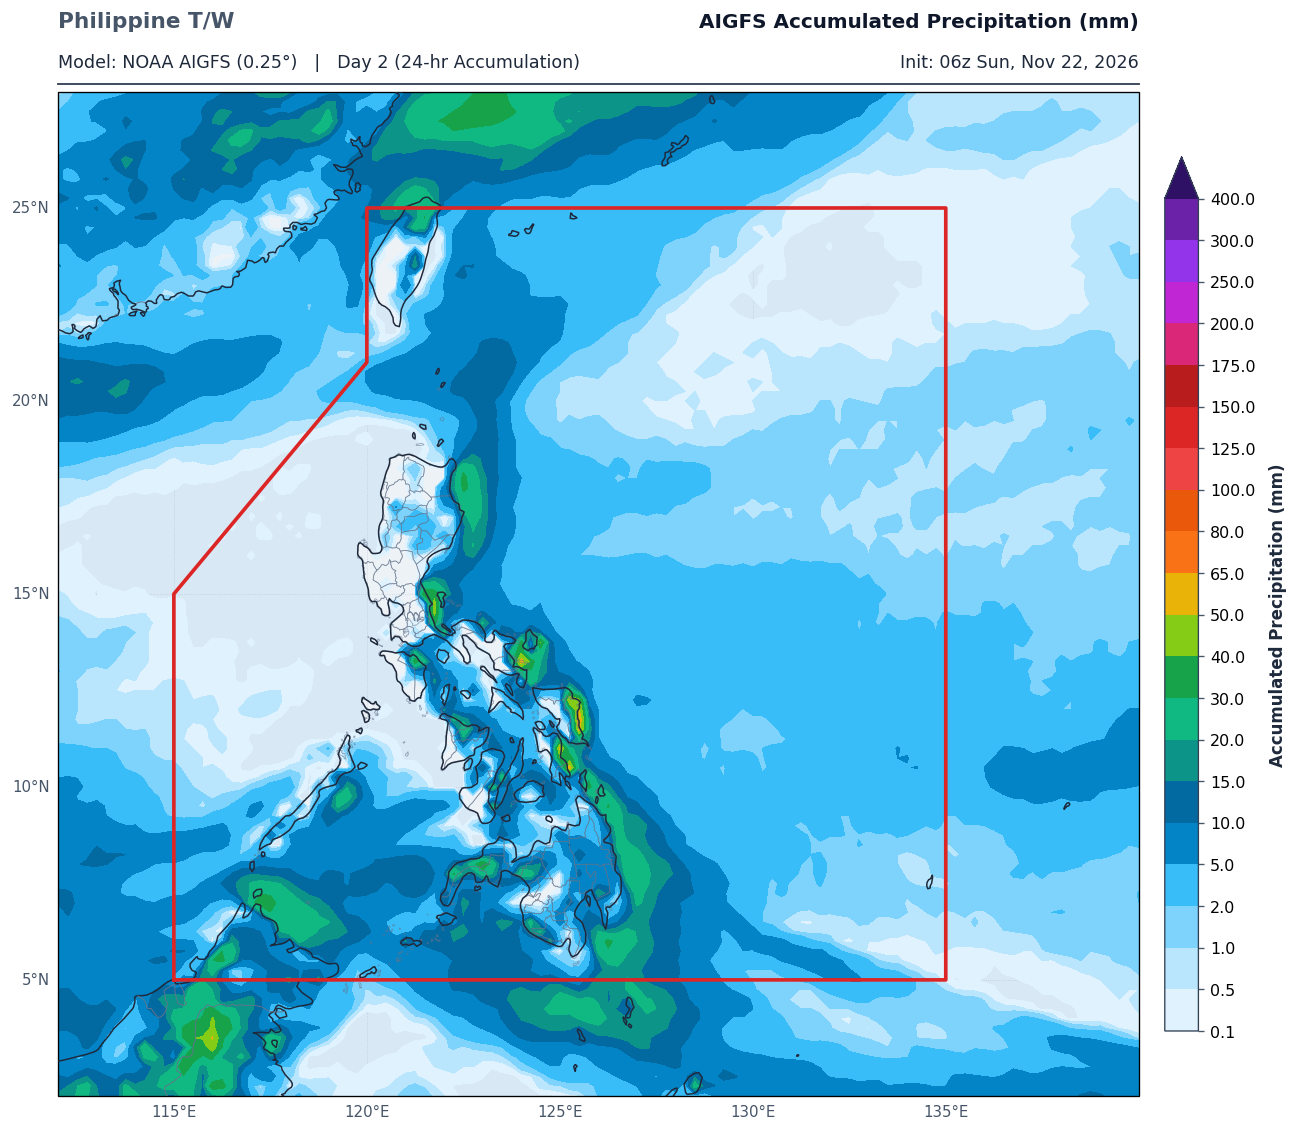 Philippine T/W
AIGFS Accumulated Precipitation (mm)
Model: NOAA AIGFS (0.25°)   |   Day 2 (24-hr Accumulation)
Init: 06z Sun, Nov 22, 2026
25°N
20°N
15°N
10°N
5°N
115°E
120°E
125°E
130°E
135°E
400.0
300.0
250.0
200.0
175.0
150.0
125.0
100.0
80.0
65.0
50.0
40.0
30.0
20.0
15.0
10.0
5.0
2.0
1.0
0.5
0.1
Accumulated Precipitation (mm)